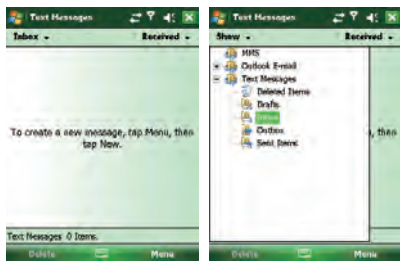 Text Messages
Inbox
Received
To create a new message, tap Menu, then
tap New.
Text Messages 0 Items.
Delete
Menu
Text Messages
Show
Received
MMS
Outlook E-mail
Text Messages
Deleted Items
Drafts
Inbox
Outbox
Sent Items
u, then
Delete
Menu